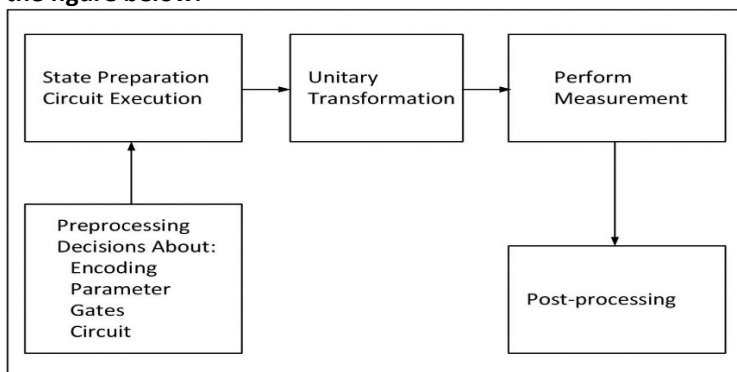 the figure below.
State Preparation
Circuit Execution
Unitary
Transformation
Perform
Measurement
Preprocessing
Decisions About:
Encoding
Parameter
Gates
Circuit
Post-processing